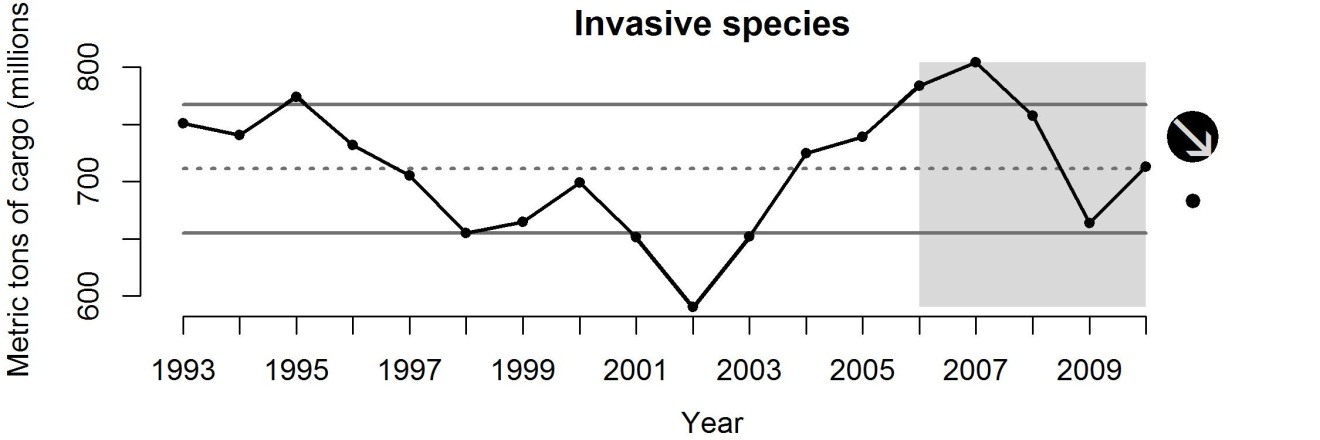 Invasive species
Metric tons of cargo (millions
800
700
600
1993 1995 1997 1999 2001 2003 2005 2007 2009
Year